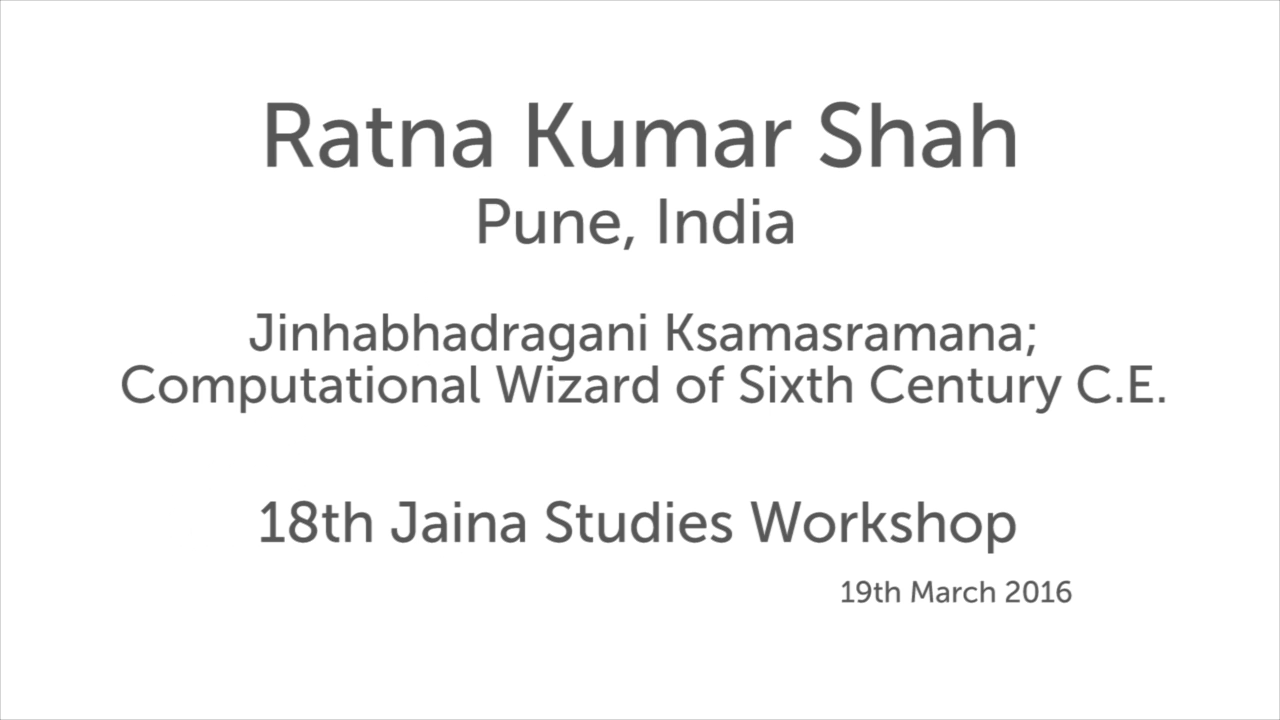 Ratna Kumar Shah
Pune, India
Jinhabhadragani Ksamasramana;
Computational Wizard of Sixth Century C.E.
18th Jaina Studies Workshop
19th March 2016